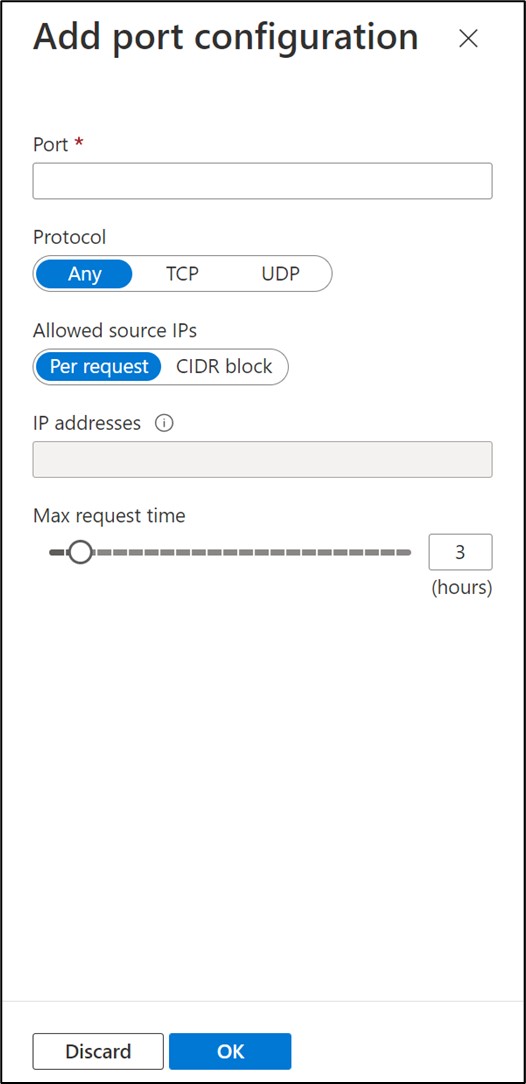 Add port configuration
Port *
Protocol
Any TCP UDP
Allowed source IPs
Per request CIDR block
IP addresses
Max request time
3
(hours)
Discard OK